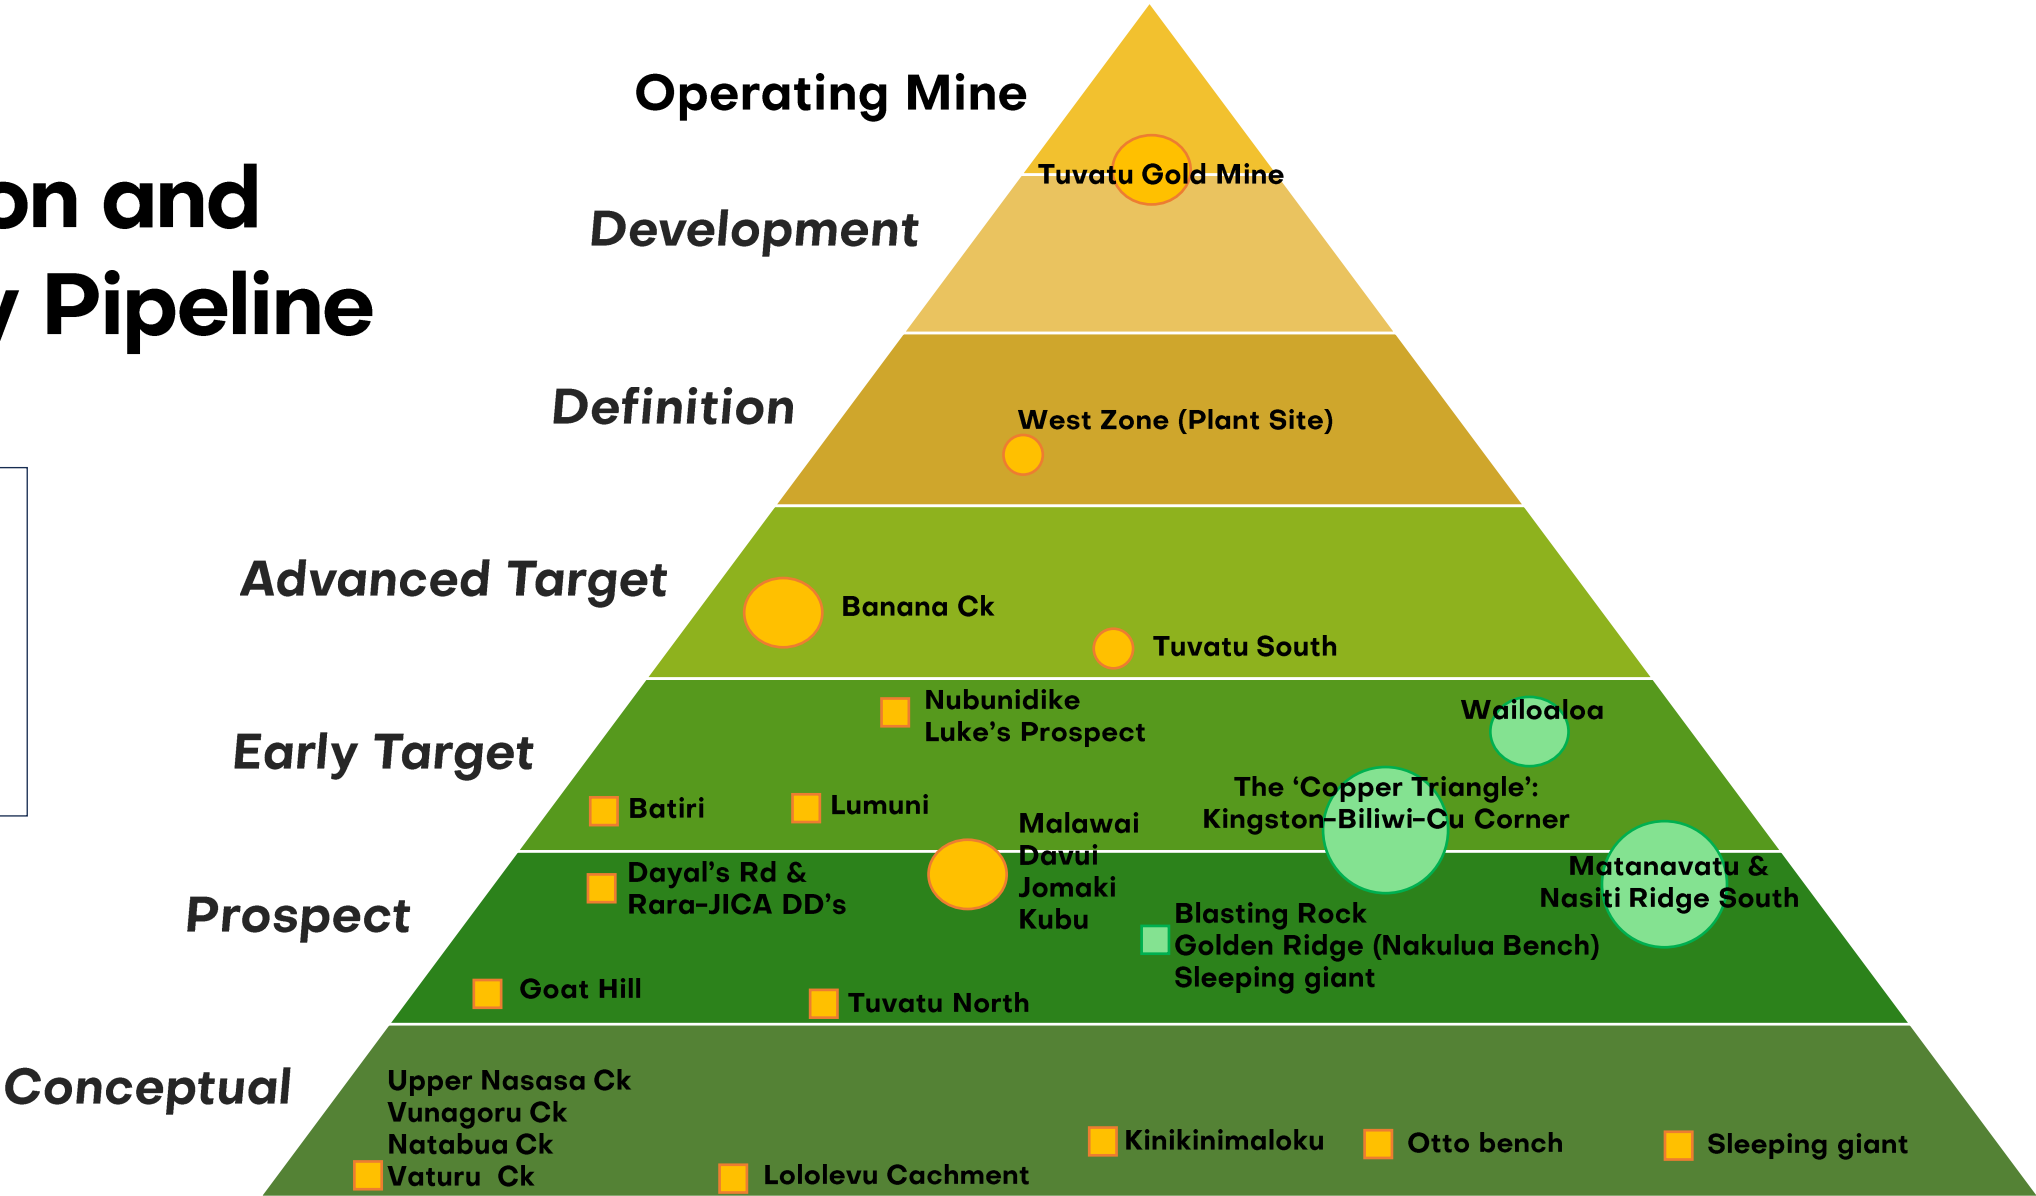 on and
y Pipeline
Operating Mine
Tuvatu Gold Mine
Development
Definition
West Zone (Plant Site)
Advanced Target
Banana Ck
Tuvatu South
Early Target
Nubunidike
Luke’s Prospect
Wailoaloa
The ‘Copper Triangle’:
Kingston-Biliwi-Cu Corner
Batiri
Lumuni
Malawai
Davui
Jomaki
Kubu
Prospect
Dayal’s Rd &
Rara-JICA DD’s
Matanavatu &
Nasiti Ridge South
Blasting Rock
Golden Ridge (Nakulua Bench)
Sleeping giant
Goat Hill
Tuvatu North
Conceptual
Upper Nasasa Ck
Vunagoru Ck
Natabua Ck
Vaturu  Ck
Lololevu Cachment
Kinikinimaloku
Otto bench
Sleeping giant